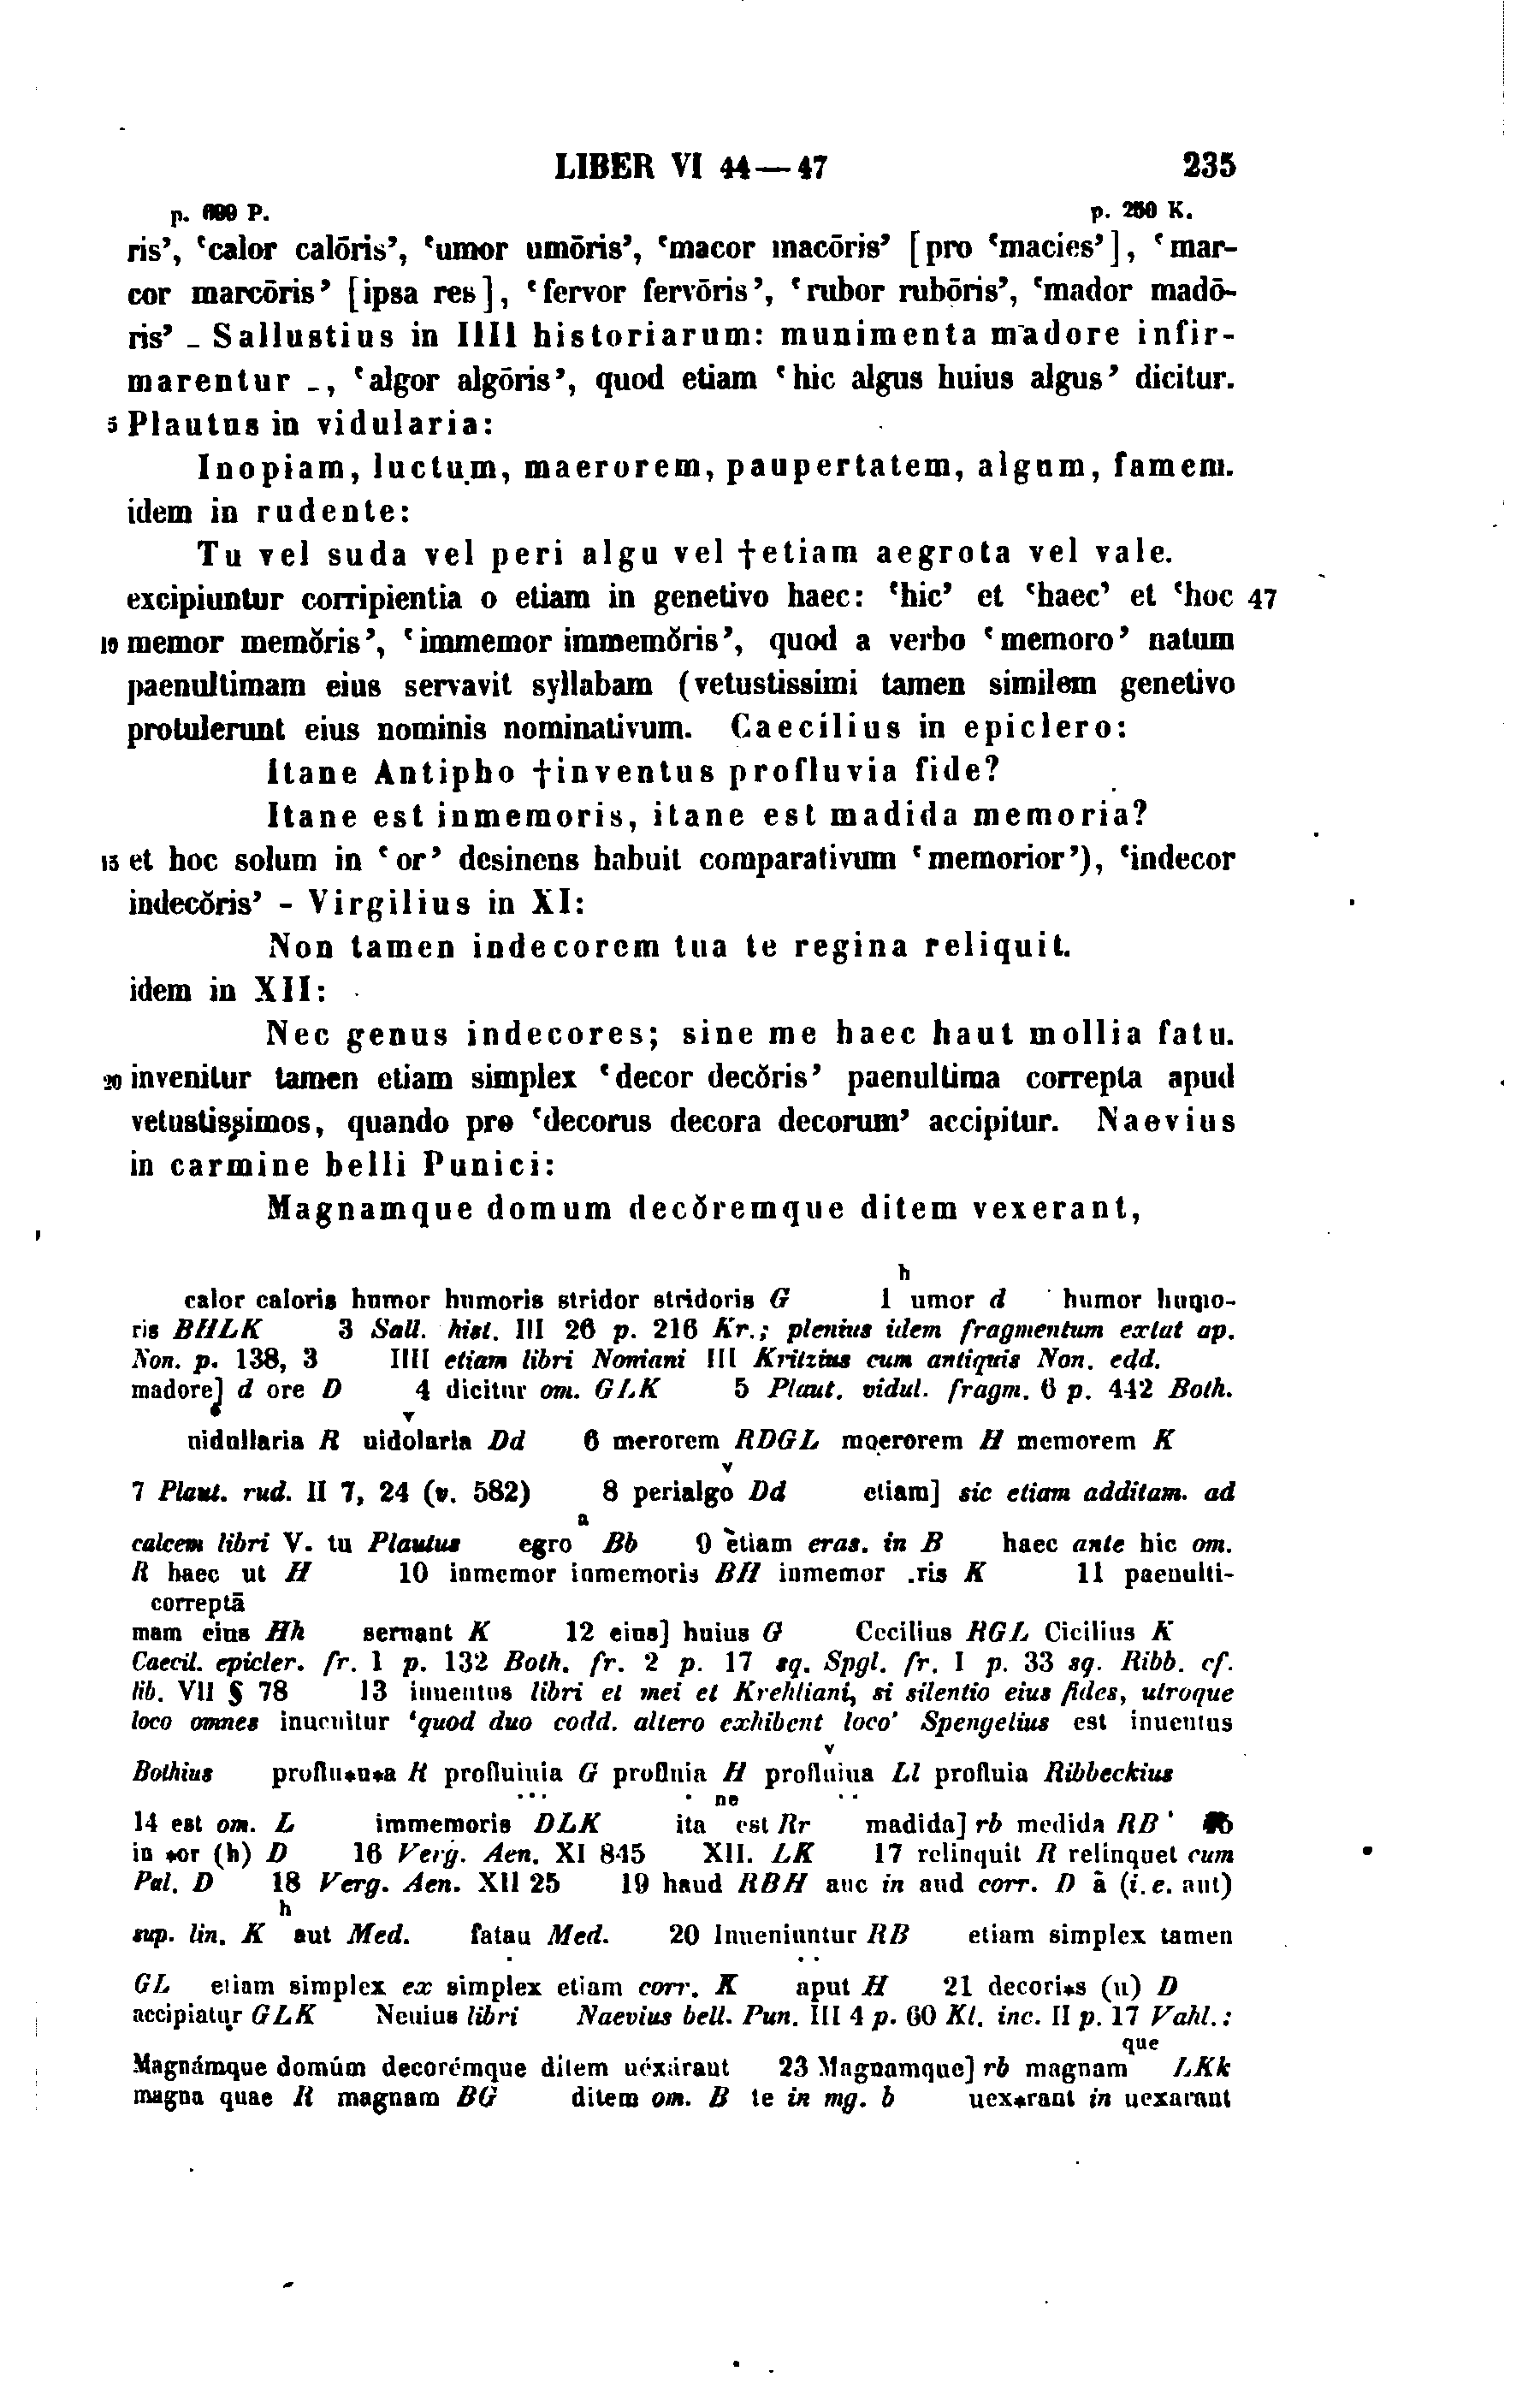 LIBER VI 44—47 235
p. 699 P. p. 250 K.
ris’, ‘calor calōris’, ‘umor umōris’, ‘macor macōris’ [pro ‘macies’], ‘mar-
cor marcōris’ [ipsa res], ‘fervor fervōris’, ‘rubor rubōris’, ‘mador madō-
ris’ _ Sallustius in IIII historiarum: munimenta madore infir-
marentur _, ‘algor algōris’, quod etiam ‘hic algus huius algus’ dicitur.
5 Plautus in vidularia:
Inopiam, luctum, maerorem, paupertatem, algum, famem.
idem in rudente:
Tu vel suda vel peri algu vel †etiam aegrota vel vale.
excipiuntur corripientia o etiam in genetivo haec: ‘hic’ et ‘haec’ et ‘hoc 47
10 memor memŏris’, ‘immemor immemŏris’, quod a verbo ‘memoro’ natum
paenultimam eius servavit syllabam (vetustissimi tamen similem genetivo
protulerunt eius nominis nominativum. Caecilius in epiclero:
Itane Antipho †inventus profluvia fide?
Itane est inmemoris, itane est madida memoria?
15 et hoc solum in ‘or’ desinens habuit comparativum ‘memorior’), ‘indecor
indecŏris’ - Virgilius in XI:
Non tamen indecorem tua te regina reliquit.
idem in XII:
Nec genus indecores; sine me haec haut mollia fatu.
20 invenitur tamen etiam simplex ‘decor decŏris’ paenultima correpta apud
vetustissimos, quando pro ‘decorus decora decorum’ accipitur. Naevius
in carmine belli Punici:
Magnamque domum decŏremque ditem vexerant,
h
calor caloris humor humoris stridor stridoris G 1 umor d humor humo-
ris BHLK 3 Sall. hist. III 26 p. 216 Kr.; plenius idem fragmentum extat ap.
Non. p. 138, 3 IIII etiam libri Noniani III Kritzius cum antiquis Non. edd.
madore] d ore D 4 dicitur om. GLK 5 Plaut. vidul. fragm. 6 p. 442 Both.
v
nidullaria R uidolaria Dd 6 merorem RDGL moerorem H memorem K
v
7 Plaut. rud. II 7, 24 (v. 582) 8 perialgo Dd etiam] sic etiam additam. ad
a
calcem libri V. tu Plautus egro Bb 9 etiam eras. in B haec ante hic om.
R haec ut H 10 inmemor inmemoris BH inmemor .ris K 11 paenulti-
correptā
mam eius Hh seruant K 12 eius] huius G Cecilius RGL Cicilius K
Caecil. epicler. fr. 1 p. 132 Both. fr. 2 p. 17 sq. Spgl. fr. I p. 33 sq. Ribb. cf.
lib. VII § 78 13 inuentus libri et mei et Krehliani, si silentio eius fides, utroque
loco omnes inuenitur ‘quod duo codd. altero exhibent loco’ Spengelius est inuentus
v
Bothius proflu*u*a R profluiuia G profluia H profluiua Ll profluia Ribbeckius
ne
14 est om. L immemoris DLK ita est Rr madida] rb medida RB
in *or (h) D 16 Verg. Aen. XI 845 XII. LK 17 relinquit R relinquet cum
Pal. D 18 Verg. Aen. XII 25 19 haud RBH auc in aud corr. D â (i. e. aut)
h
sup. lin. K aut Med. fatau Med. 20 Inueniuntur RB etiam simplex tamen
GL etiam simplex ex simplex etiam corr. K aput H 21 decori*s (u) D
accipiatur GLK Neuius libri Naevius bell. Pun. III 4 p. 60 Kl. inc. II p. 17 Vahl.:
que
Magnámque domúm decorémque ditem uéxáraut 23 Magnamque] rb magnam LKk
magna quae R magnam BG ditem om. B te in mg. b uex*rant in uexarant